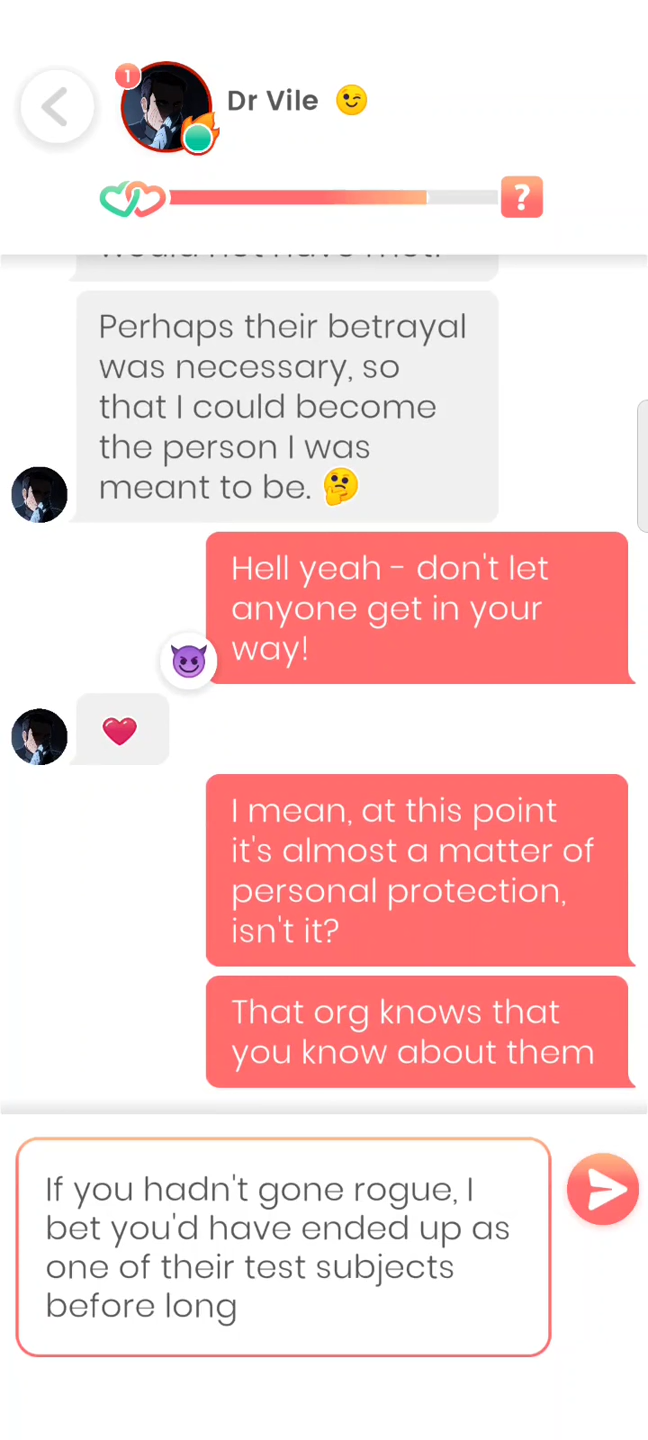 1
Dr Vile 😉
?
Perhaps their betrayal
was necessary, so
that I could become
the person I was
meant to be. 🤔
Hell yeah - don't let
anyone get in your
way!
I mean, at this point
it's almost a matter of
personal protection,
isn't it?
That org knows that
you know about them
If you hadn't gone rogue, I
bet you'd have ended up as
one of their test subjects
before long